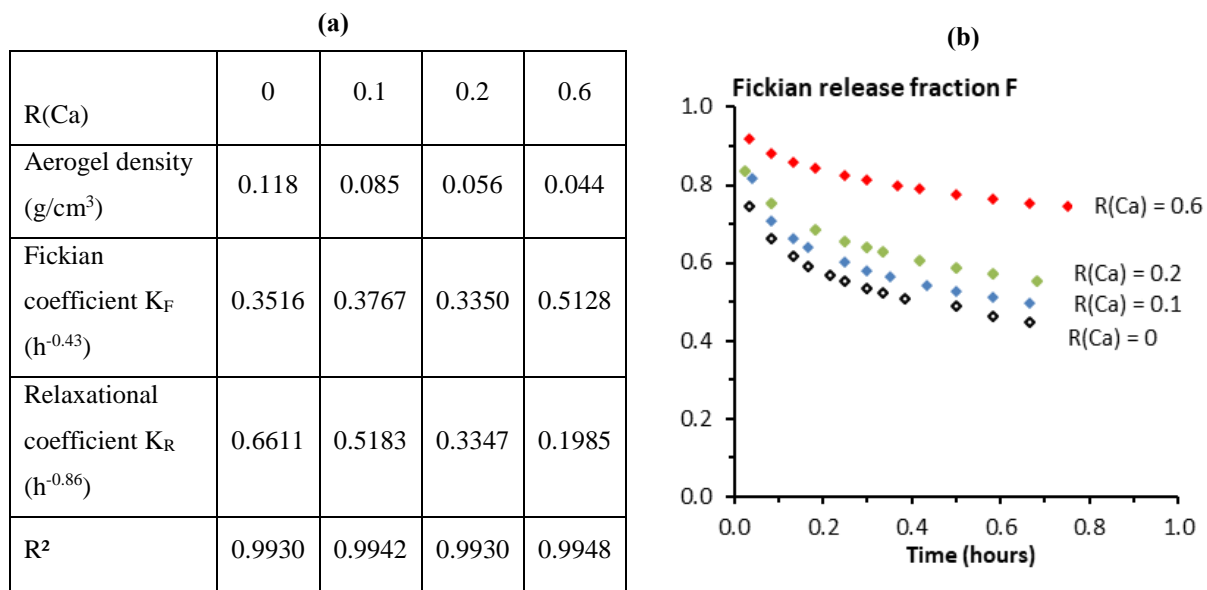 (a)
R(Ca) 0 0.1 0.2 0.6
Aerogel density
(g/cm³) 0.118 0.085 0.056 0.044
Fickian
coefficient K_F 0.3516 0.3767 0.3350 0.5128
(h^-0.43)
Relaxational
coefficient K_R 0.6611 0.5183 0.3347 0.1985
(h^-0.86)
R² 0.9930 0.9942 0.9930 0.9948
(b)
Fickian release fraction F
1.0
0.8
0.6
0.4
0.2
0.0
R(Ca) = 0.6
R(Ca) = 0.2
R(Ca) = 0.1
R(Ca) = 0
0.0 0.2 0.4 0.6 0.8 1.0
Time (hours)